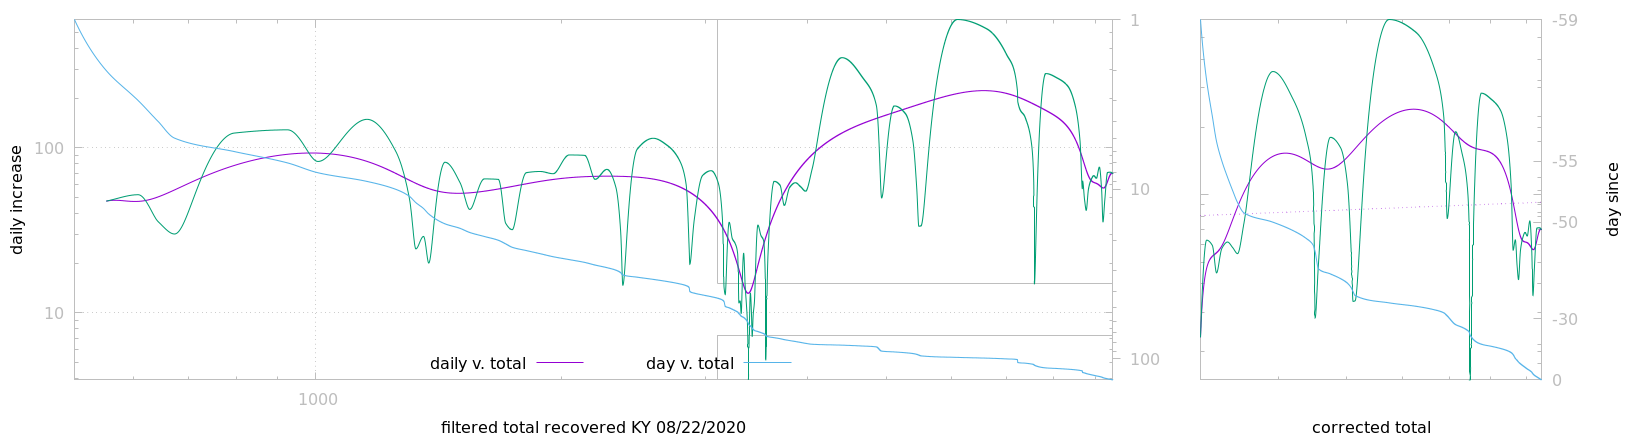 daily increase
100
10
1000
daily v. total
day v. total
filtered total recovered KY 08/22/2020
1
10
100
-59
-55
-50
-30
0
day since
corrected total